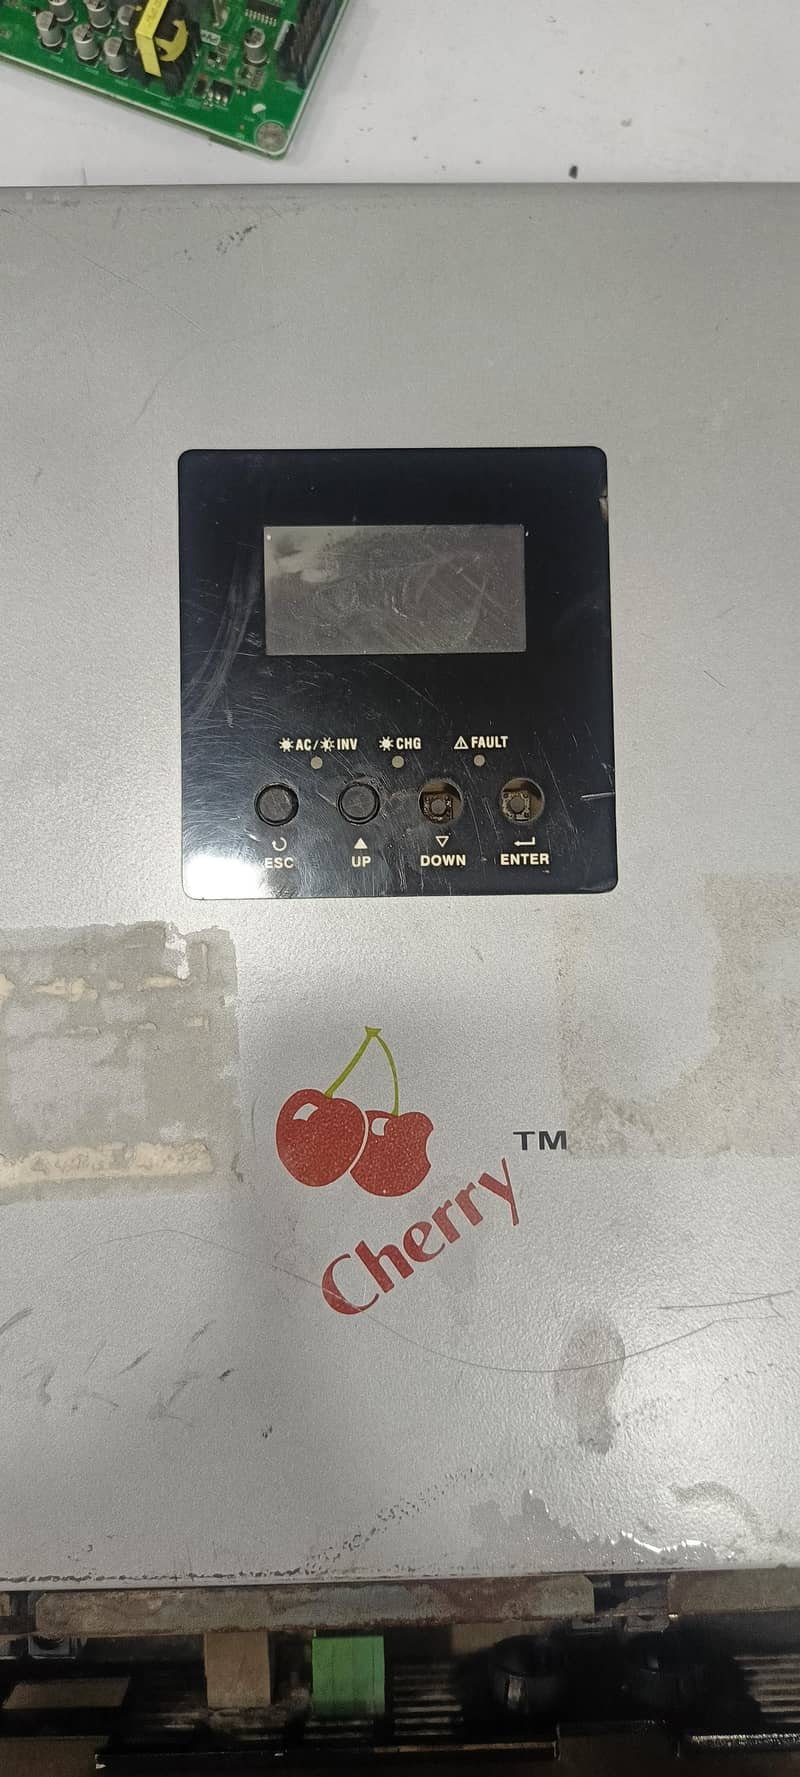 AC/ INV CHG FAULT
ESC UP DOWN ENTER
Cherry TM